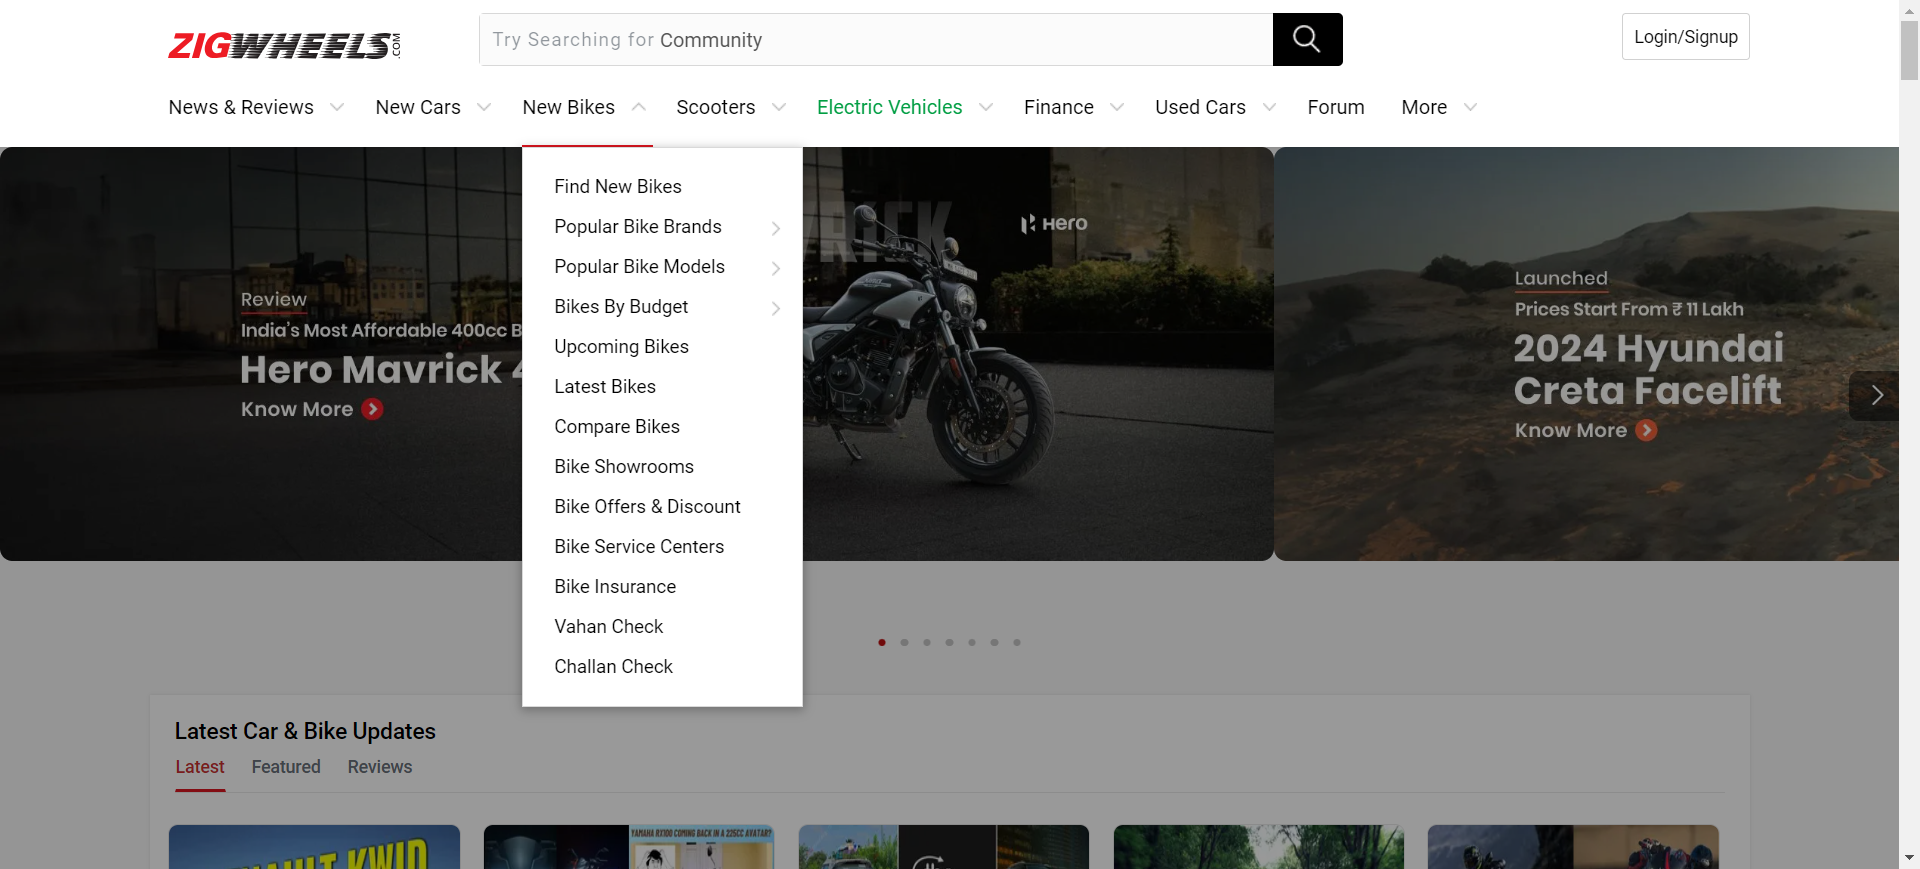 ZIGWHEELS.COM
Try Searching for Community
Login/Signup
News & Reviews
New Cars
New Bikes
Scooters
Electric Vehicles
Finance
Used Cars
Forum
More
Find New Bikes
Popular Bike Brands
Popular Bike Models
Bikes By Budget
Upcoming Bikes
Latest Bikes
Compare Bikes
Bike Showrooms
Bike Offers & Discount
Bike Service Centers
Bike Insurance
Vahan Check
Challan Check
Review
India's Most Affordable 400cc B
Hero Mavrick 4
Know More
Hero
Launched
Prices Start From ₹ 11 Lakh
2024 Hyundai
Creta Facelift
Know More
Latest Car & Bike Updates
Latest
Featured
Reviews
YAMAHA RX100 COMING BACK IN A 225CC AVATAR?
KWID